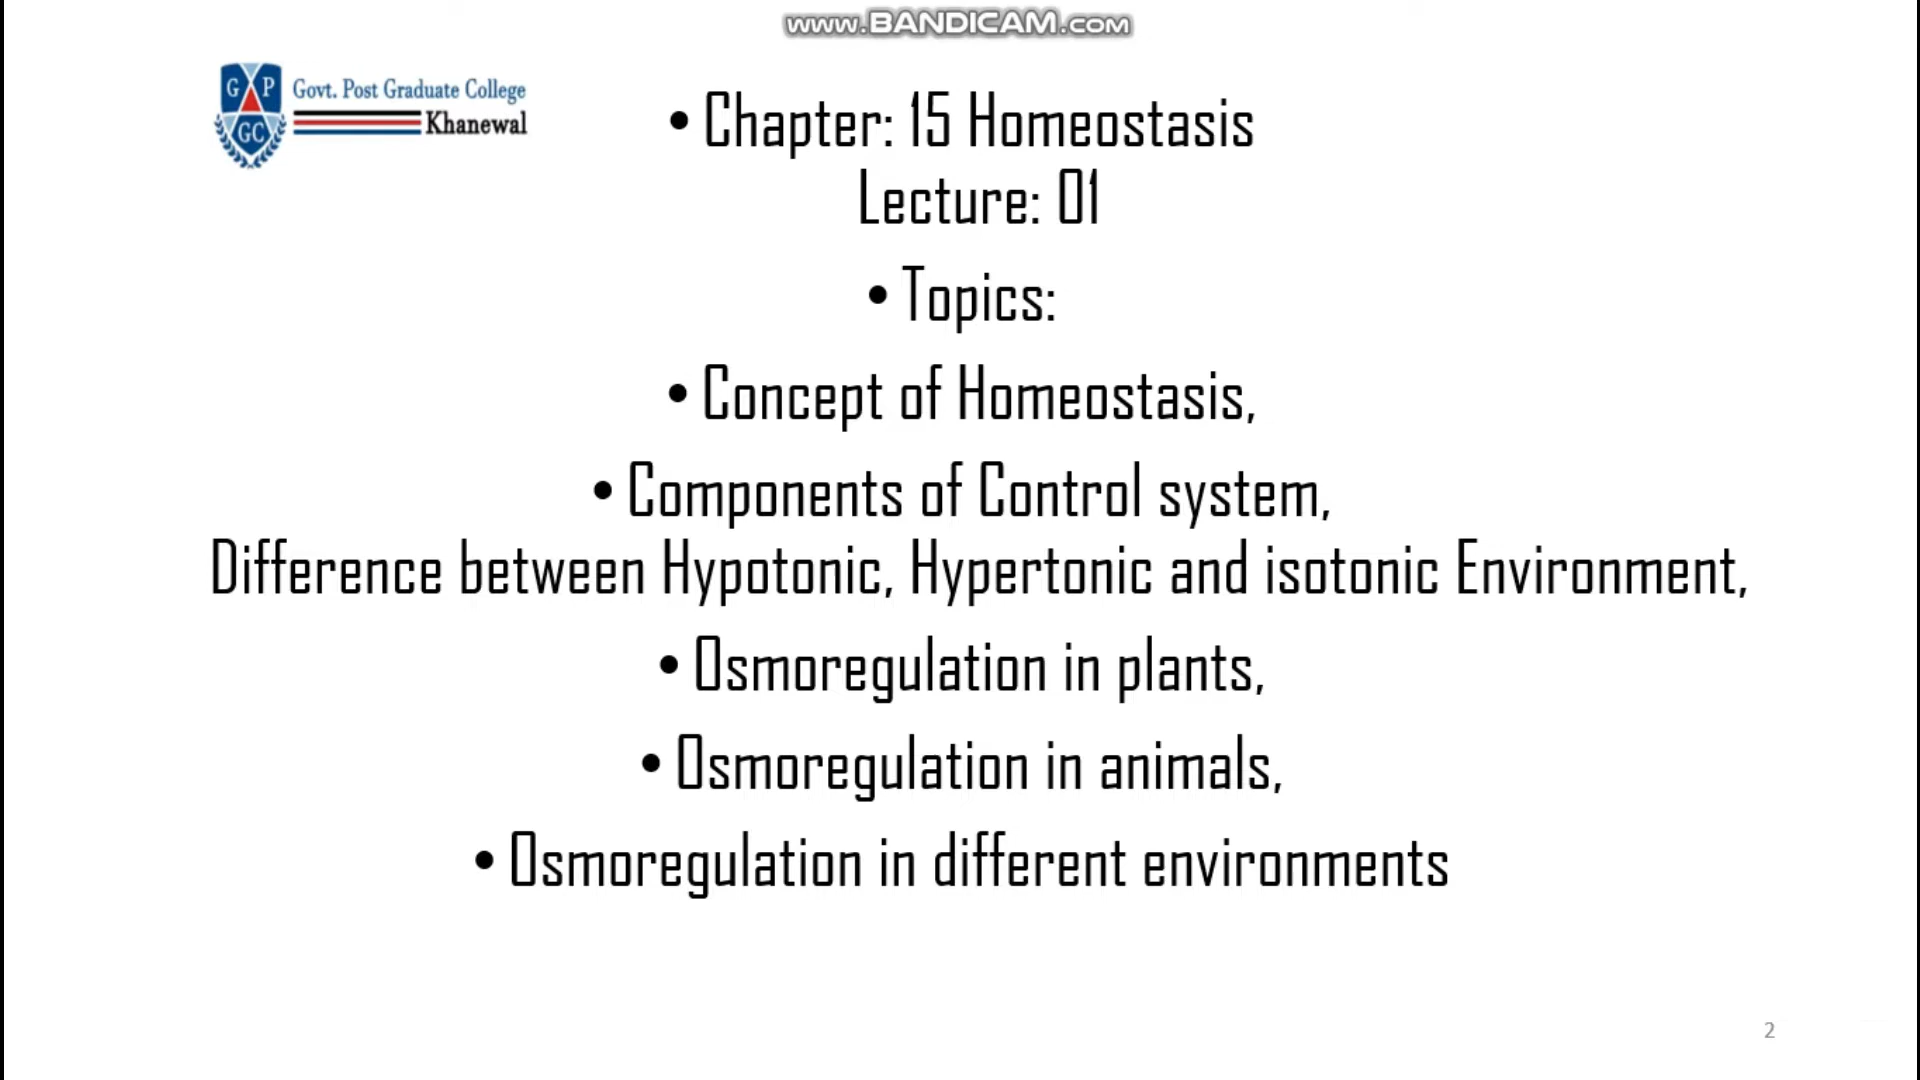 www.BANDICAM.com
G P
GC
Govt. Post Graduate College
Khanewal
• Chapter: 15 Homeostasis
Lecture: 01
• Topics:
• Concept of Homeostasis,
• Components of Control system,
Difference between Hypotonic, Hypertonic and isotonic Environment,
• Osmoregulation in plants,
• Osmoregulation in animals,
• Osmoregulation in different environments
2